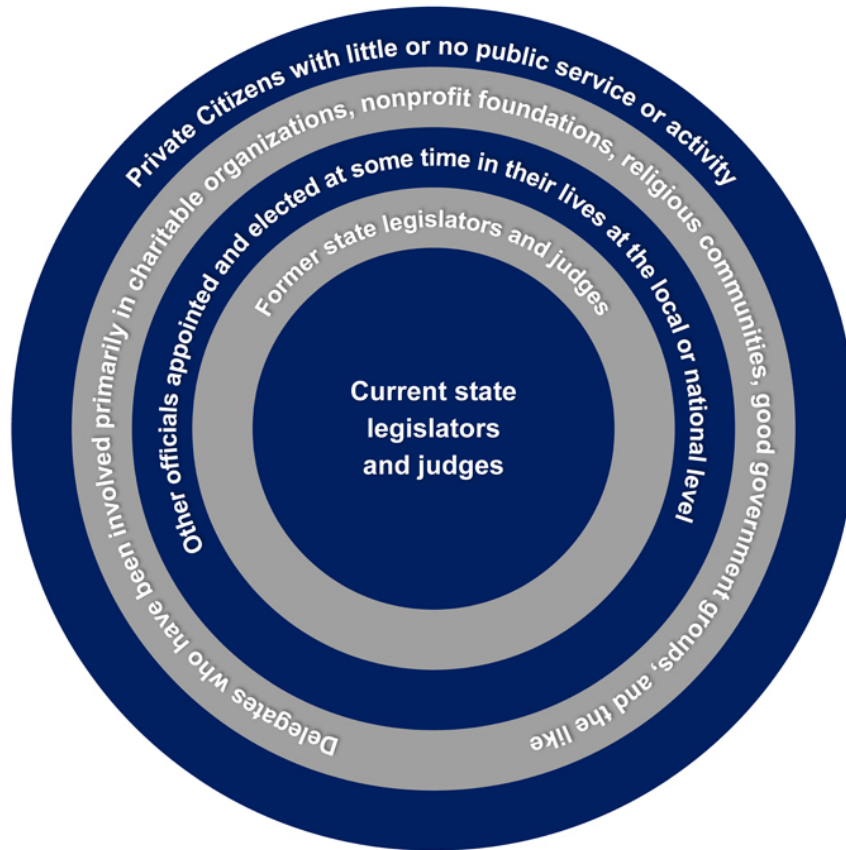 Private Citizens with little or no public service or activity
Delegates who have been involved primarily in charitable organizations, nonprofit foundations, religious communities, good government groups, and the like
Other officials appointed and elected at some time in their lives at the local or national level
Former state legislators and judges
Current state
legislators
and judges